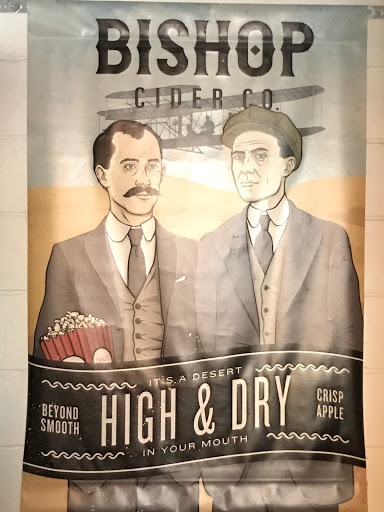 BISHOP
CIDER CO.
IT'S A DESERT
BEYOND
SMOOTH
HIGH & DRY
CRISP
APPLE
IN YOUR MOUTH